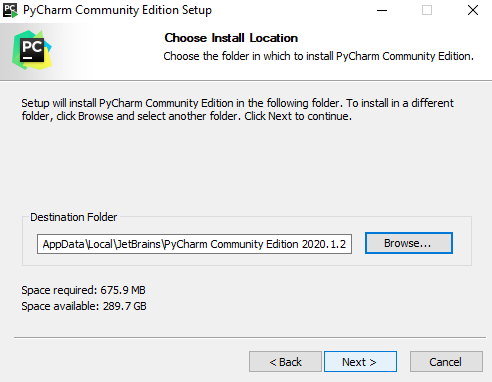 PyCharm Community Edition Setup
PC
Choose Install Location
Choose the folder in which to install PyCharm Community Edition.
Setup will install PyCharm Community Edition in the following folder. To install in a different
folder, click Browse and select another folder. Click Next to continue.
Destination Folder
AppData\Local\JetBrains\PyCharm Community Edition 2020.1.2
Browse...
Space required: 675.9 MB
Space available: 289.7 GB
< Back
Next >
Cancel